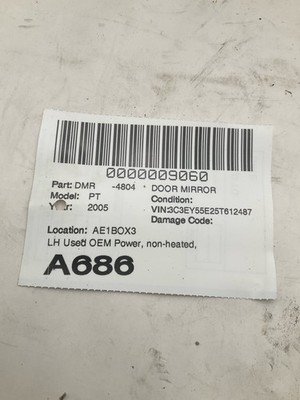 0000009060
Part: DMR -4804 * DOOR MIRROR
Model: PT Condition:
Year: 2005 VIN:3C3EY55E25T612487
Damage Code:
Location: AE1BOX3
LH Used OEM Power, non-heated,
A686